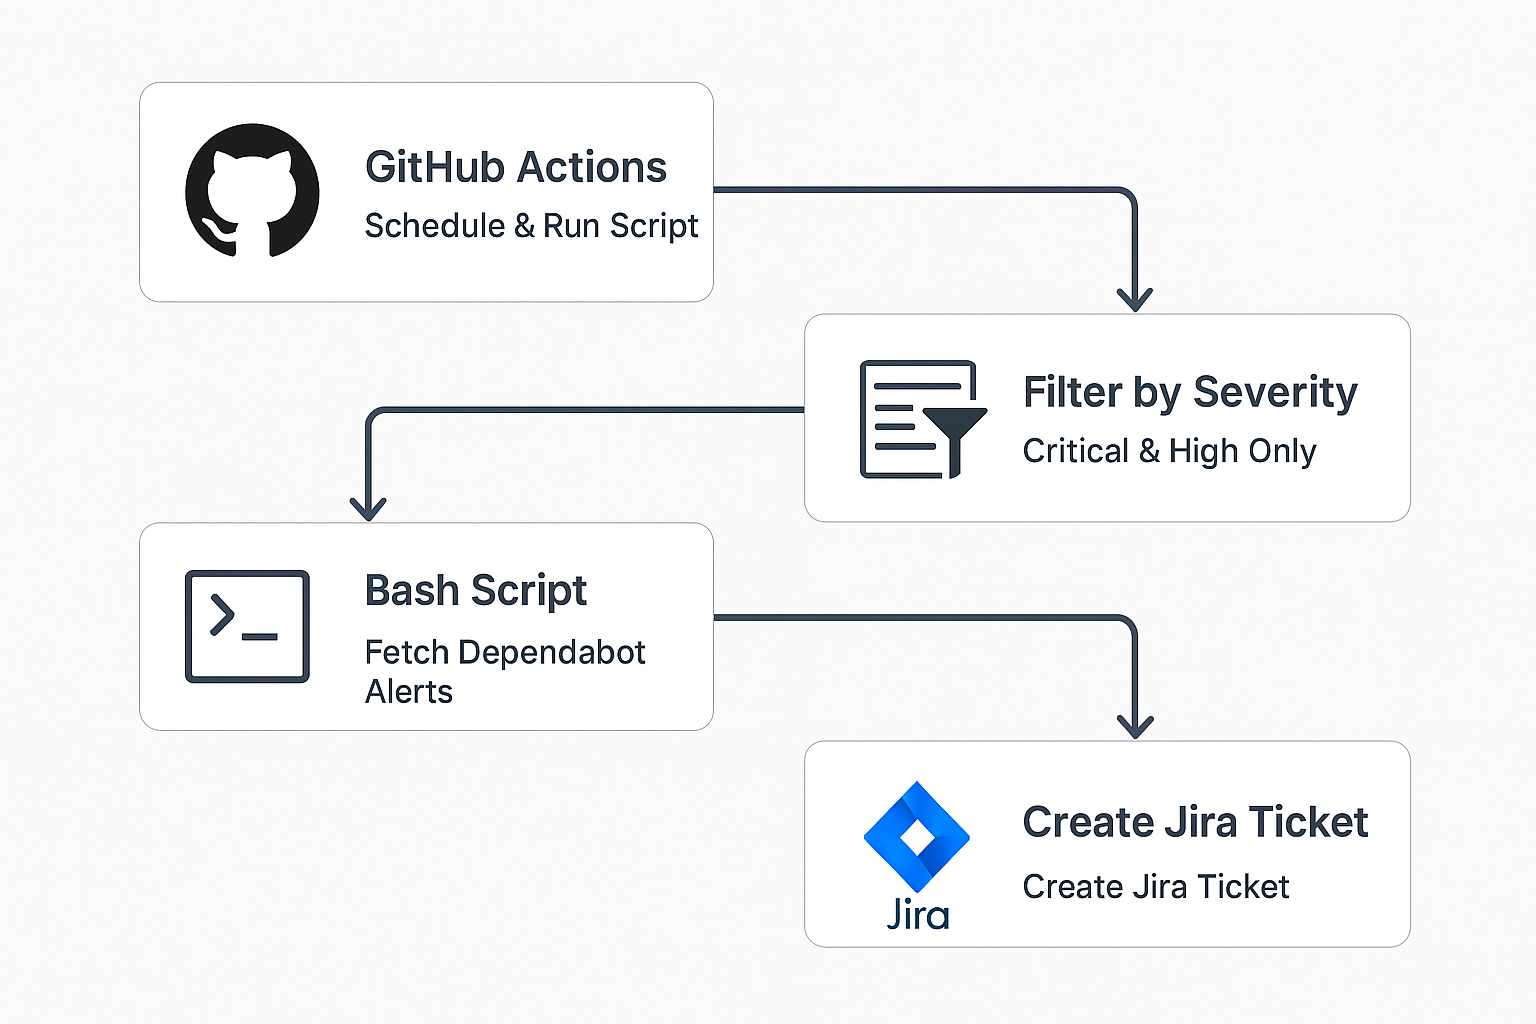 GitHub Actions
Schedule & Run Script
Filter by Severity
Critical & High Only
Bash Script
Fetch Dependabot
Alerts
Create Jira Ticket
Create Jira Ticket
Jira